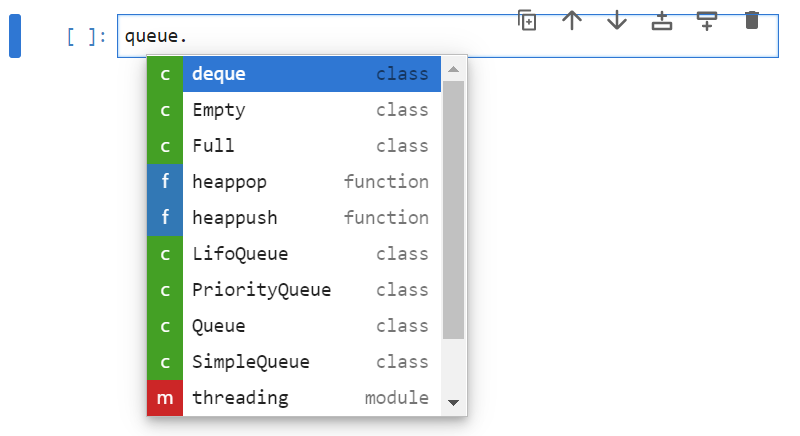 [ ]: queue.
c deque class
c Empty class
c Full class
f heappop function
f heappush function
c LifoQueue class
c PriorityQueue class
c Queue class
c SimpleQueue class
m threading module